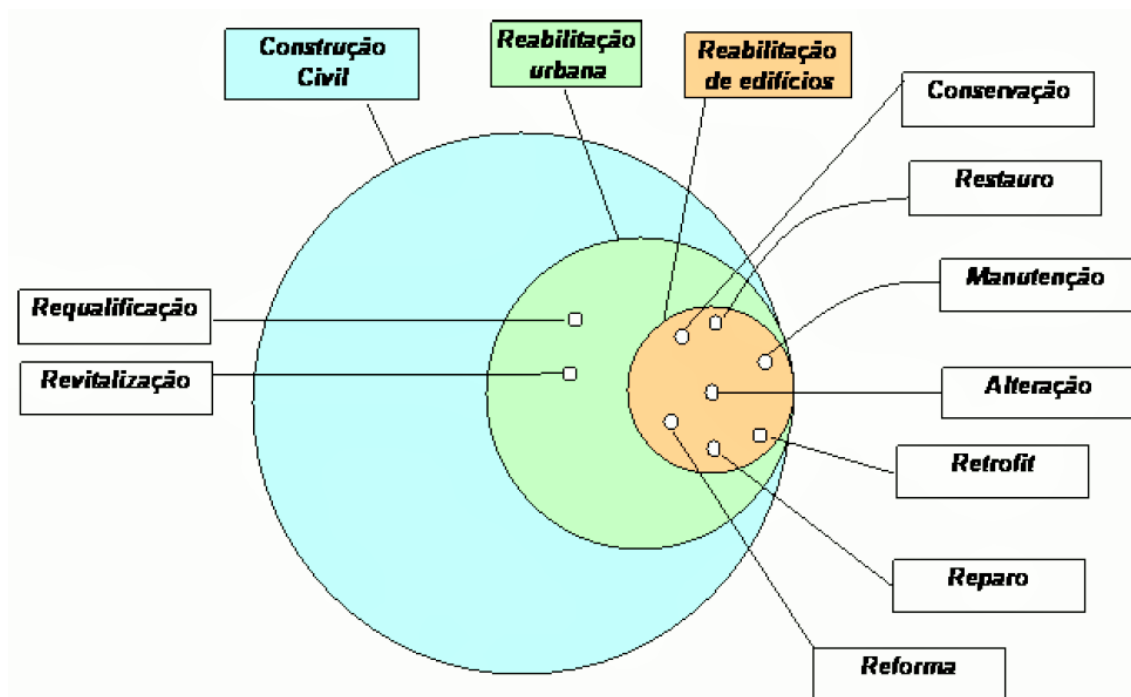 Construção
Civil
Reabilitação
urbana
Reabilitação
de edifícios
Conservação
Restauro
Manutenção
Requalificação
Revitalização
Alteração
Retrofit
Reparo
Reforma